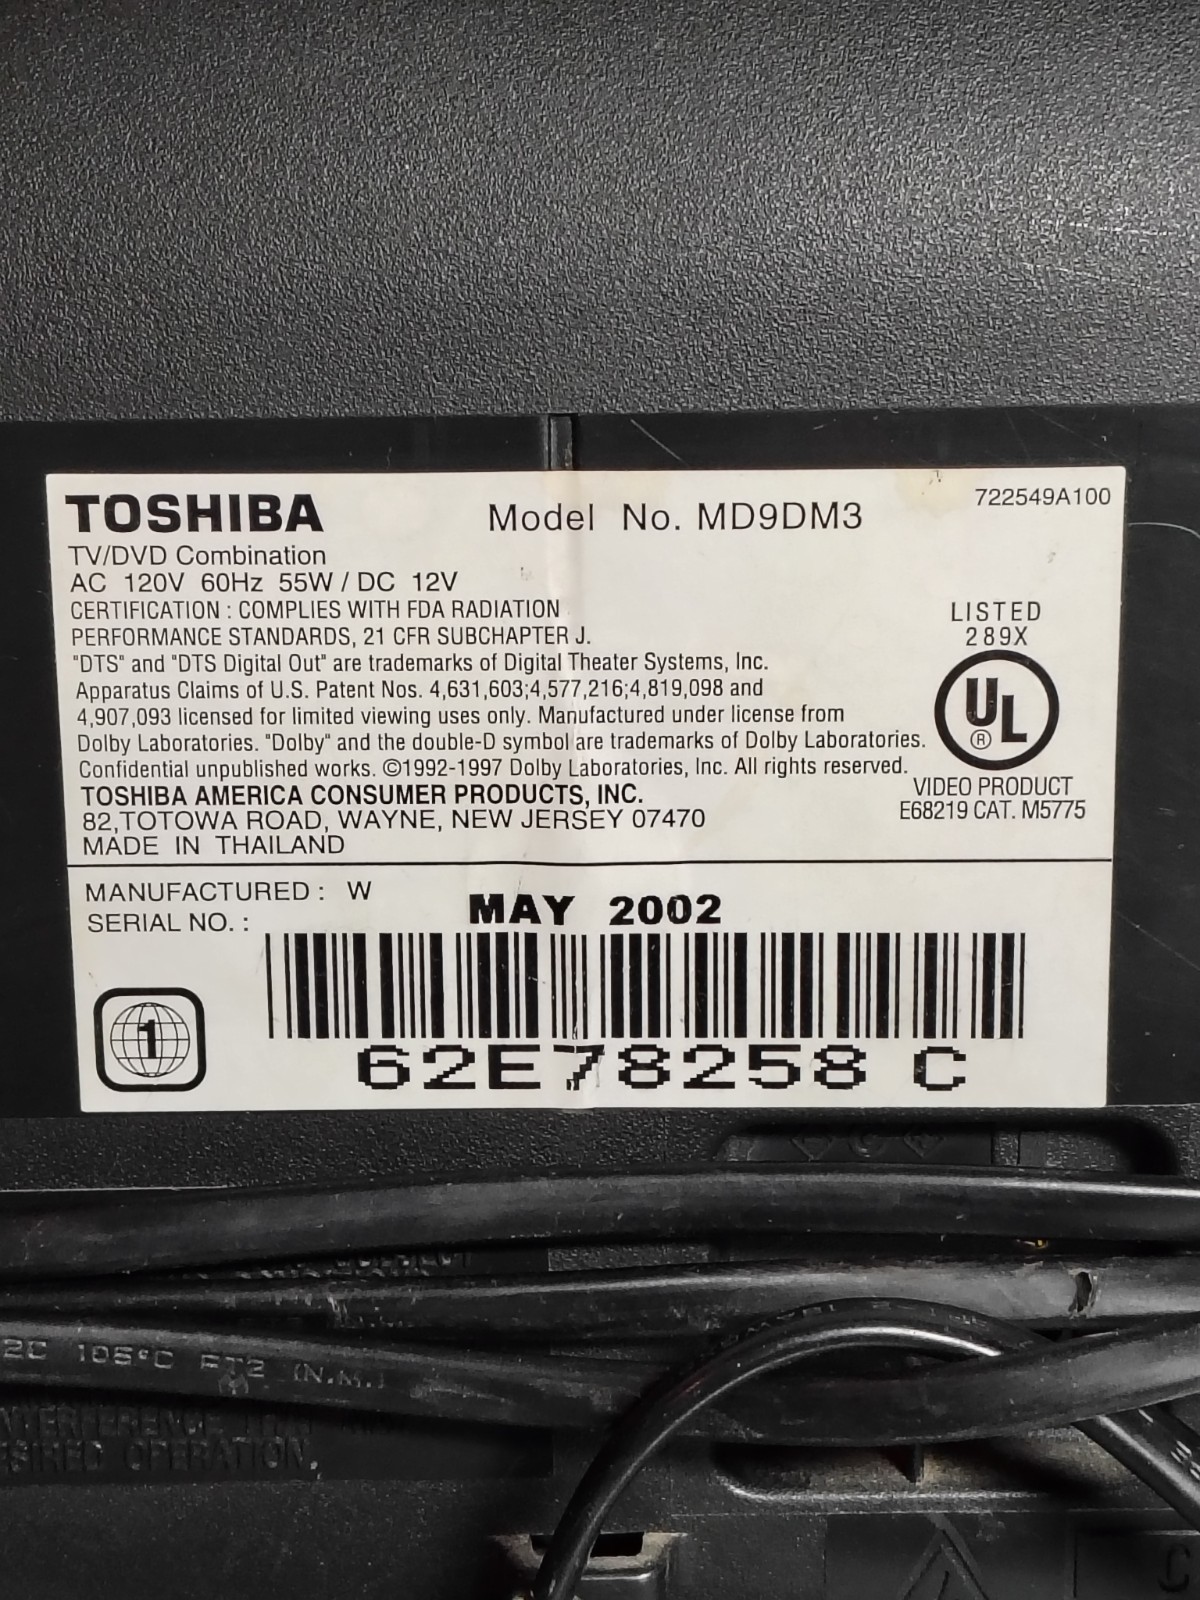 TOSHIBA
Model No. MD9DM3
722549A100
TV/DVD Combination
AC 120V 60Hz 55W / DC 12V
CERTIFICATION : COMPLIES WITH FDA RADIATION
PERFORMANCE STANDARDS, 21 CFR SUBCHAPTER J.
"DTS" and "DTS Digital Out" are trademarks of Digital Theater Systems, Inc.
Apparatus Claims of U.S. Patent Nos. 4,631,603;4,577,216;4,819,098 and
4,907,093 licensed for limited viewing uses only. Manufactured under license from
Dolby Laboratories. "Dolby" and the double-D symbol are trademarks of Dolby Laboratories.
Confidential unpublished works. ©1992-1997 Dolby Laboratories, Inc. All rights reserved.
TOSHIBA AMERICA CONSUMER PRODUCTS, INC.
82,TOTOWA ROAD, WAYNE, NEW JERSEY 07470
MADE IN THAILAND
LISTED
289X
UL
®
VIDEO PRODUCT
E68219 CAT. M5775
MANUFACTURED : W
MAY 2002
SERIAL NO. :
1
62E78258 C
2C 105°C FT2 (N.M.)
INTERFERENCE
OPERATION.
C